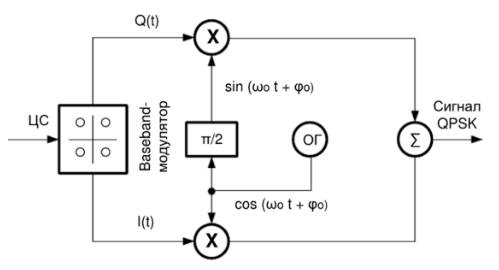 Q(t)
X
sin (ω₀ t + φ₀)
ЦС
Baseband-
модулятор
π/2
ОГ
Σ
Сигнал
QPSK
cos (ω₀ t + φ₀)
I(t)
X